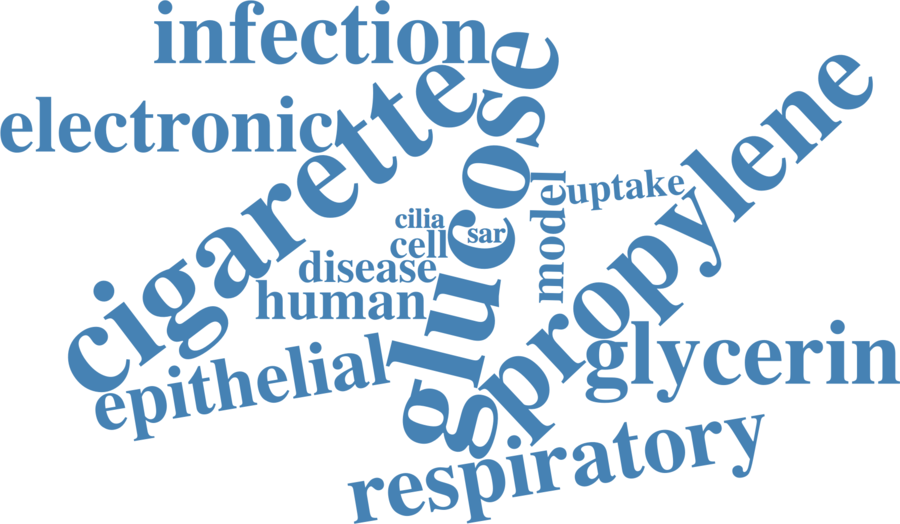 infection
electronic
cigarette
glucose
propylene
uptake
model
cilia
sar
cell
disease
human
glycerin
epithelial
respiratory